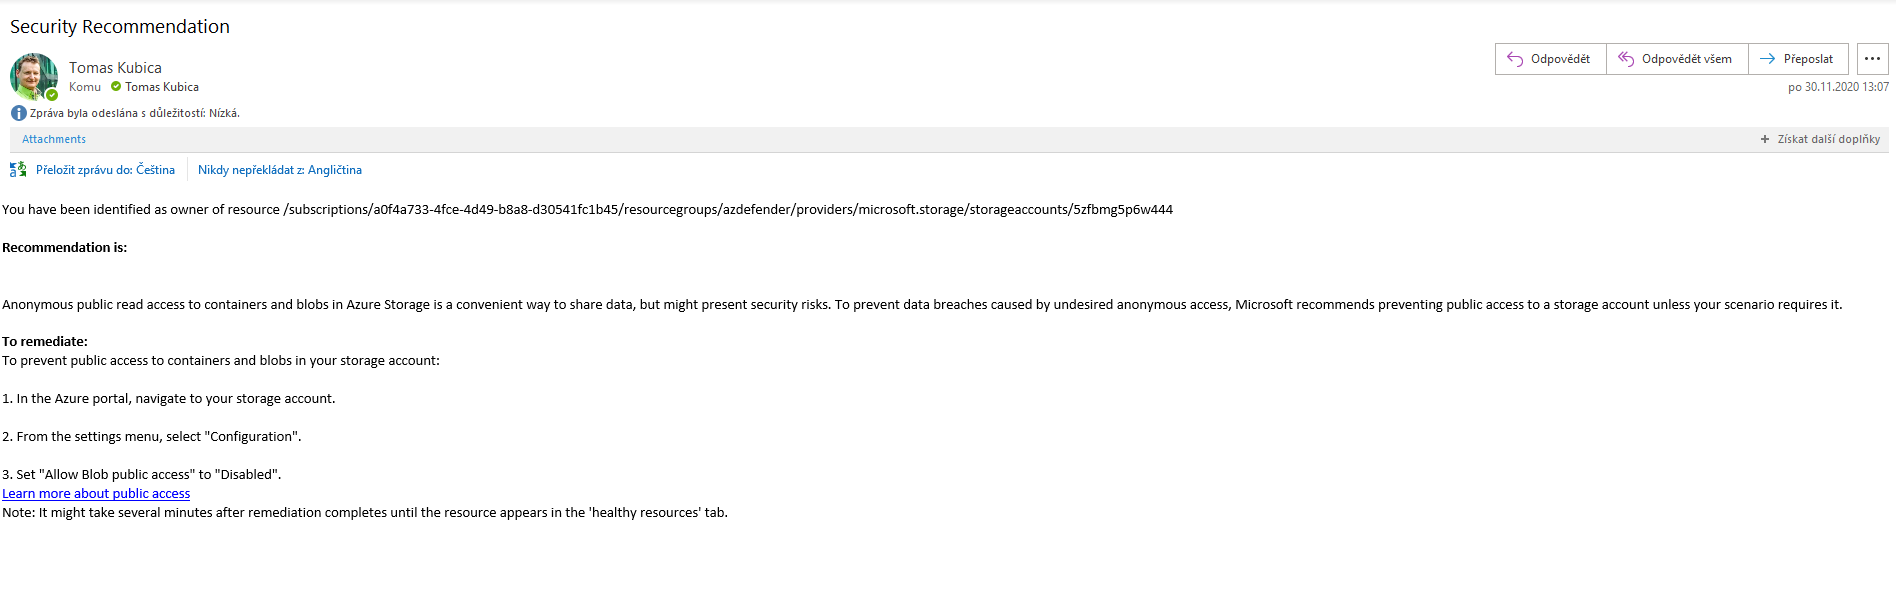 Security Recommendation
Tomas Kubica
Odpovědět Odpovědět všem Přeposlat
Komu Tomas Kubica
po 30.11.2020 13:07
Zpráva byla odeslána s důležitostí: Nízká.
Attachments + Získat další doplňky
Přeložit zprávu do: Čeština Nikdy nepřekládat z: Angličtina
You have been identified as owner of resource /subscriptions/a0f4a733-4fce-4d49-b8a8-d30541fc1b45/resourcegroups/azdefender/providers/microsoft.storage/storageaccounts/5zfbmg5p6w444
Recommendation is:
Anonymous public read access to containers and blobs in Azure Storage is a convenient way to share data, but might present security risks. To prevent data breaches caused by undesired anonymous access, Microsoft recommends preventing public access to a storage account unless your scenario requires it.
To remediate:
To prevent public access to containers and blobs in your storage account:
1. In the Azure portal, navigate to your storage account.
2. From the settings menu, select "Configuration".
3. Set "Allow Blob public access" to "Disabled".
Learn more about public access
Note: It might take several minutes after remediation completes until the resource appears in the 'healthy resources' tab.